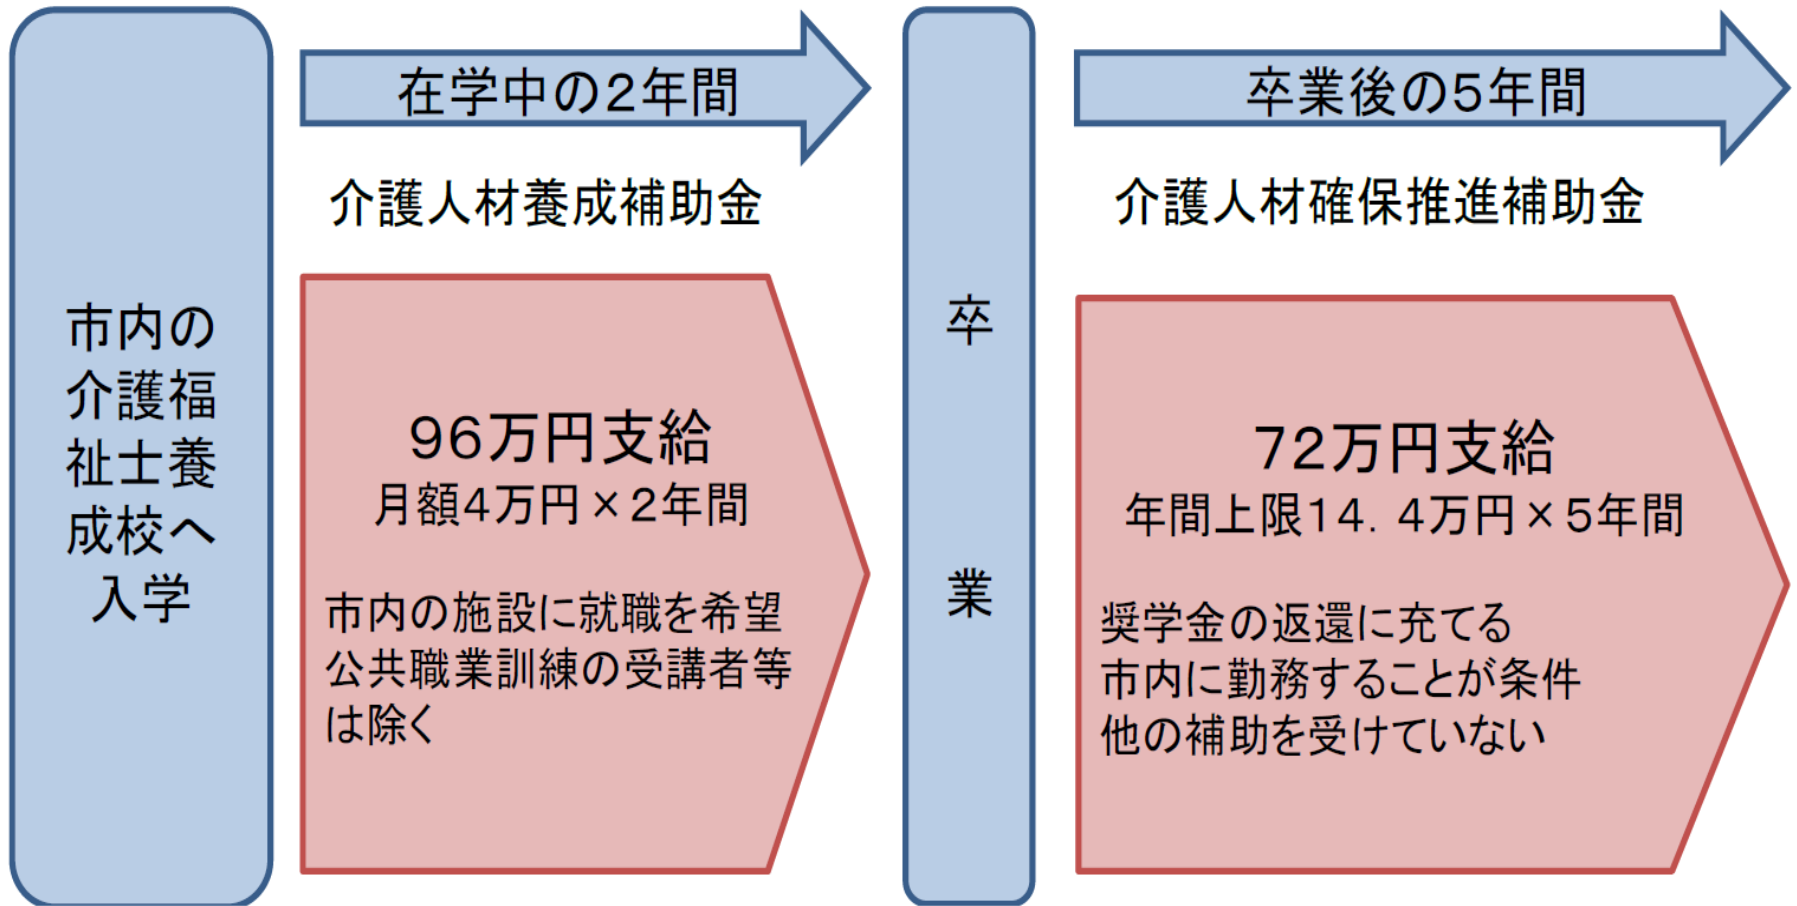 市内の
介護福
祉士養
成校へ
入学
在学中の2年間
介護人材養成補助金
96万円支給
月額4万円×2年間
市内の施設に就職を希望
公共職業訓練の受講者等
は除く
卒
業
卒業後の5年間
介護人材確保推進補助金
72万円支給
年間上限14．4万円×5年間
奨学金の返還に充てる
市内に勤務することが条件
他の補助を受けていない